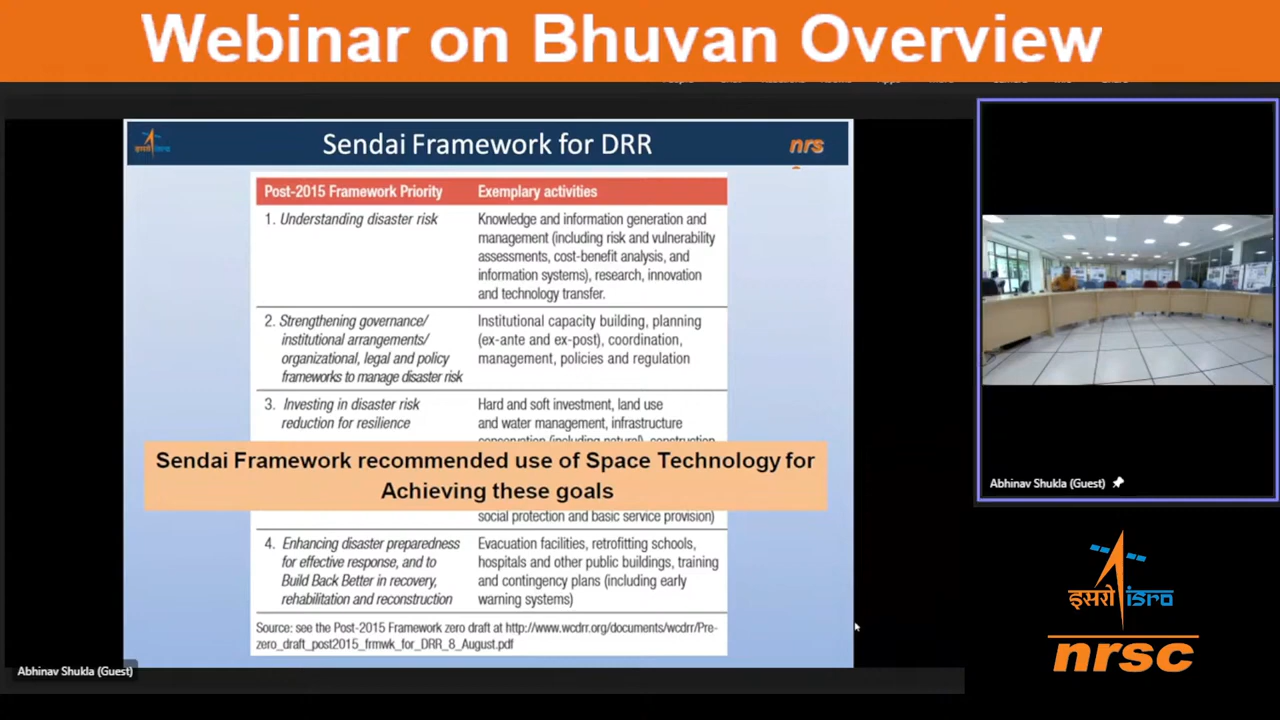 Webinar on Bhuvan Overview
Sendai Framework for DRR
इसरो isro
nrs
Post-2015 Framework Priority
Exemplary activities
1. Understanding disaster risk
Knowledge and information generation and
management (including risk and vulnerability
assessments, cost-benefit analysis, and
information systems), research, innovation
and technology transfer.
2. Strengthening governance/
institutional arrangements/
organizational, legal and policy
frameworks to manage disaster risk
Institutional capacity building, planning
(ex-ante and ex-post), coordination,
management, policies and regulation
3. Investing in disaster risk
reduction for resilience
Hard and soft investment, land use
and water management, infrastructure
conservation (including natural), construction
Sendai Framework recommended use of Space Technology for
Achieving these goals
social protection and basic service provision)
4. Enhancing disaster preparedness
for effective response, and to
Build Back Better in recovery,
rehabilitation and reconstruction
Evacuation facilities, retrofitting schools,
hospitals and other public buildings, training
and contingency plans (including early
warning systems)
Source: see the Post-2015 Framework zero draft at http://www.wcdrr.org/documents/wcdrr/Pre-
zero_draft_post2015_frmwk_for_DRR_8_August.pdf
Abhinav Shukla (Guest)
Abhinav Shukla (Guest)
इसरो isro
nrsc